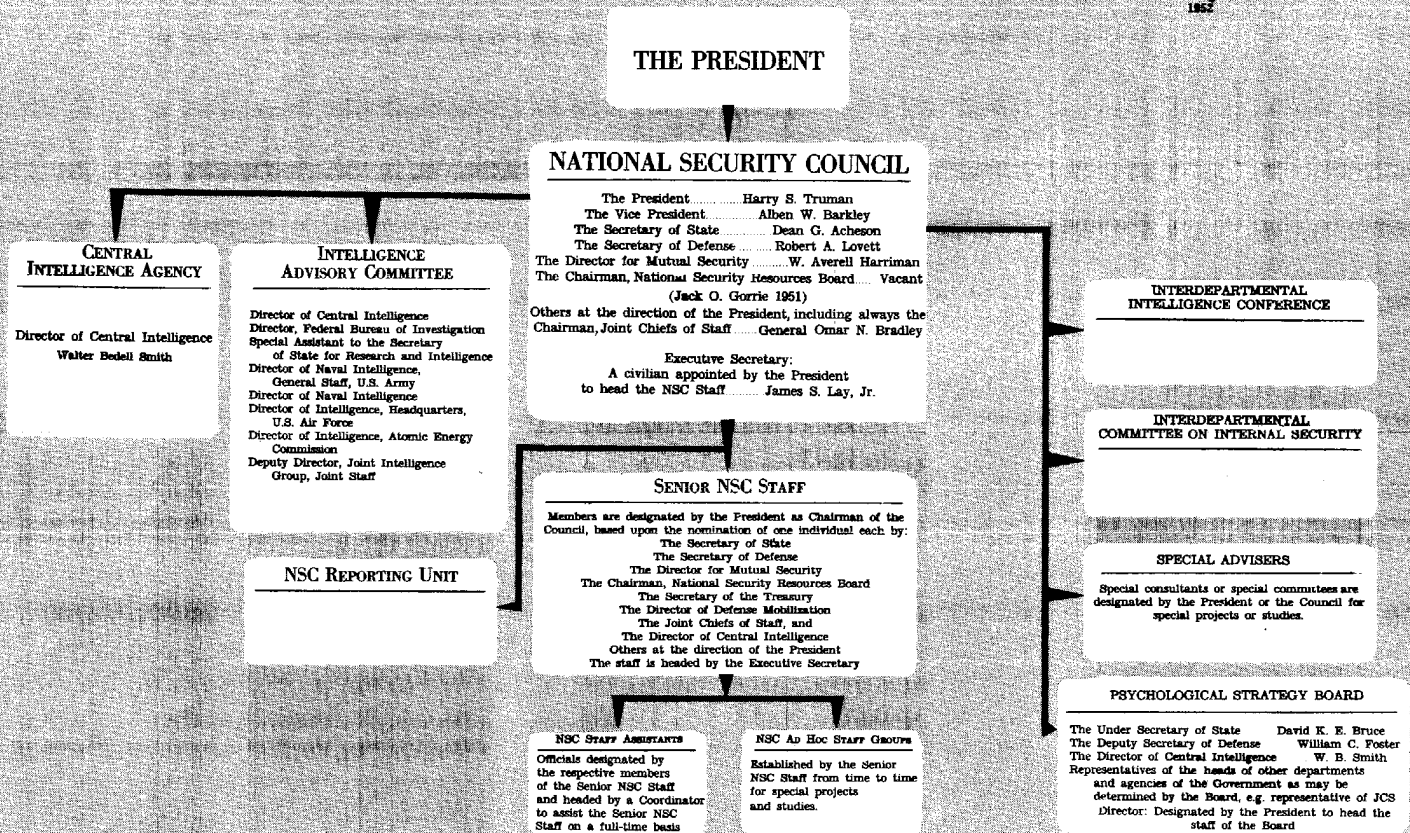 1952
THE PRESIDENT
NATIONAL SECURITY COUNCIL
The President.............Harry S. Truman
The Vice President.............Alben W. Barkley
The Secretary of State............ Dean G. Acheson
The Secretary of Defense ........ Robert A. Lovett
The Director for Mutual Security .........W. Averell Harriman
The Chairman, National Security Resources Board.... Vacant
(Jack O. Gorrie 1951)
Others at the direction of the President, including always the
Chairman, Joint Chiefs of Staff ......General Omar N. Bradley
Executive Secretary:
A civilian appointed by the President
to head the NSC Staff......... James S. Lay, Jr.
CENTRAL
INTELLIGENCE AGENCY
Director of Central Intelligence
Walter Bedell Smith
INTELLIGENCE
ADVISORY COMMITTEE
Director of Central Intelligence
Director, Federal Bureau of Investigation
Special Assistant to the Secretary
of State for Research and Intelligence
Director of Naval Intelligence,
General Staff, U.S. Army
Director of Naval Intelligence
Director of Intelligence, Headquarters,
U.S. Air Force
Director of Intelligence, Atomic Energy
Commission
Deputy Director, Joint Intelligence
Group, Joint Staff
INTERDEPARTMENTAL
INTELLIGENCE CONFERENCE
INTERDEPARTMENTAL
COMMITTEE ON INTERNAL SECURITY
SENIOR NSC STAFF
Members are designated by the President as Chairman of the
Council, based upon the nomination of one individual each by:
The Secretary of State
The Secretary of Defense
The Director for Mutual Security
The Chairman, National Security Resources Board
The Secretary of the Treasury
The Director of Defense Mobilization
The Joint Chiefs of Staff, and
The Director of Central Intelligence
Others at the direction of the President
The staff is headed by the Executive Secretary
NSC REPORTING UNIT
SPECIAL ADVISERS
Special consultants or special committees are
designated by the President or the Council for
special projects or studies.
NSC STAFF ASSISTANTS
Officials designated by
the respective members
of the Senior NSC Staff
and headed by a Coordinator
to assist the Senior NSC
Staff on a full-time basis
NSC AD HOC STAFF GROUPS
Established by the Senior
NSC Staff from time to time
for special projects
and studies.
PSYCHOLOGICAL STRATEGY BOARD
The Under Secretary of State David K. E. Bruce
The Deputy Secretary of Defense William C. Foster
The Director of Central Intelligence W. B. Smith
Representatives of the heads of other departments
and agencies of the Government as may be
determined by the Board, e.g. representative of JCS
Director: Designated by the President to head the
staff of the Board